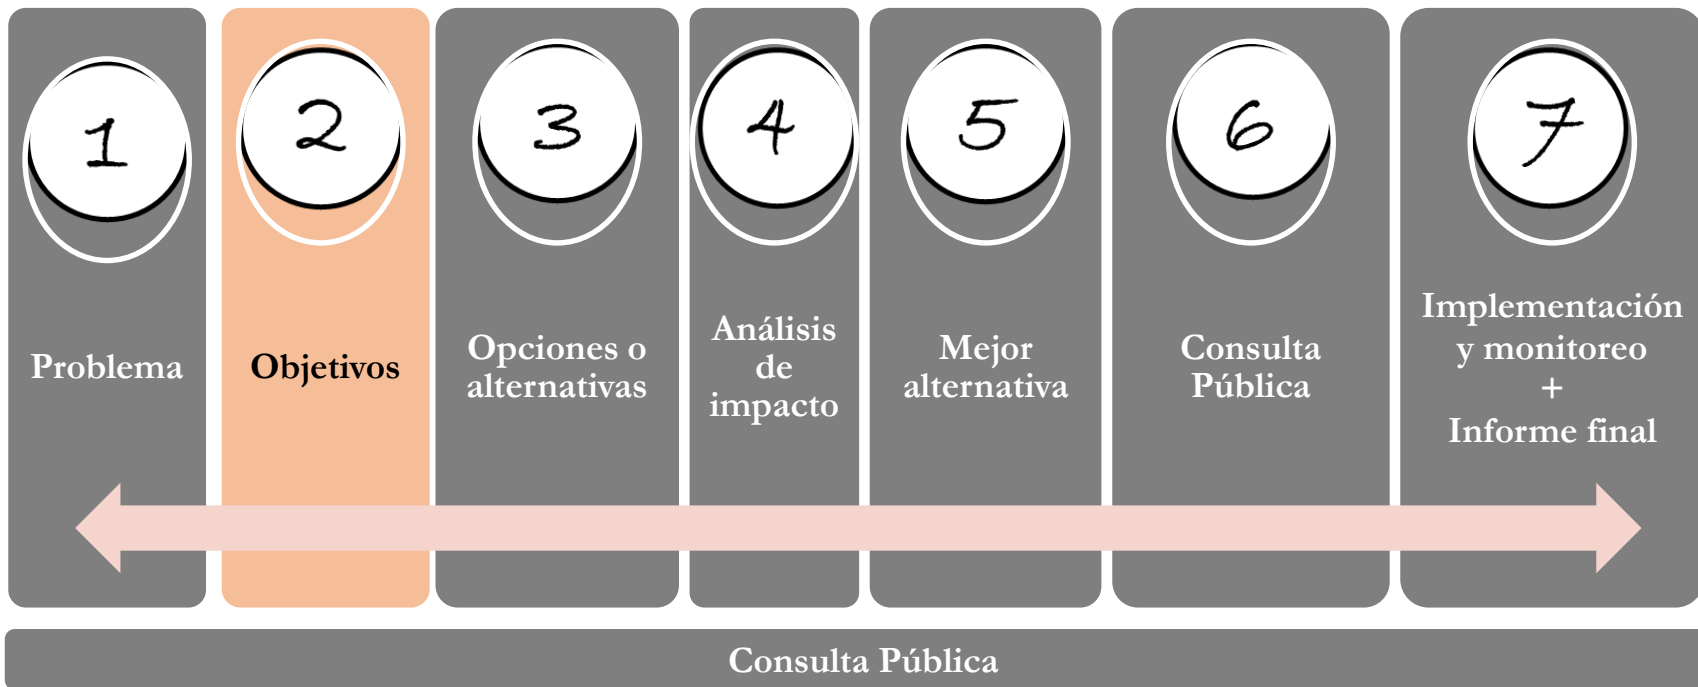 1
Problema
2
Objetivos
3
Opciones o
alternativas
4
Análisis
de
impacto
5
Mejor
alternativa
6
Consulta
Pública
7
Implementación
y monitoreo
+
Informe final
Consulta Pública